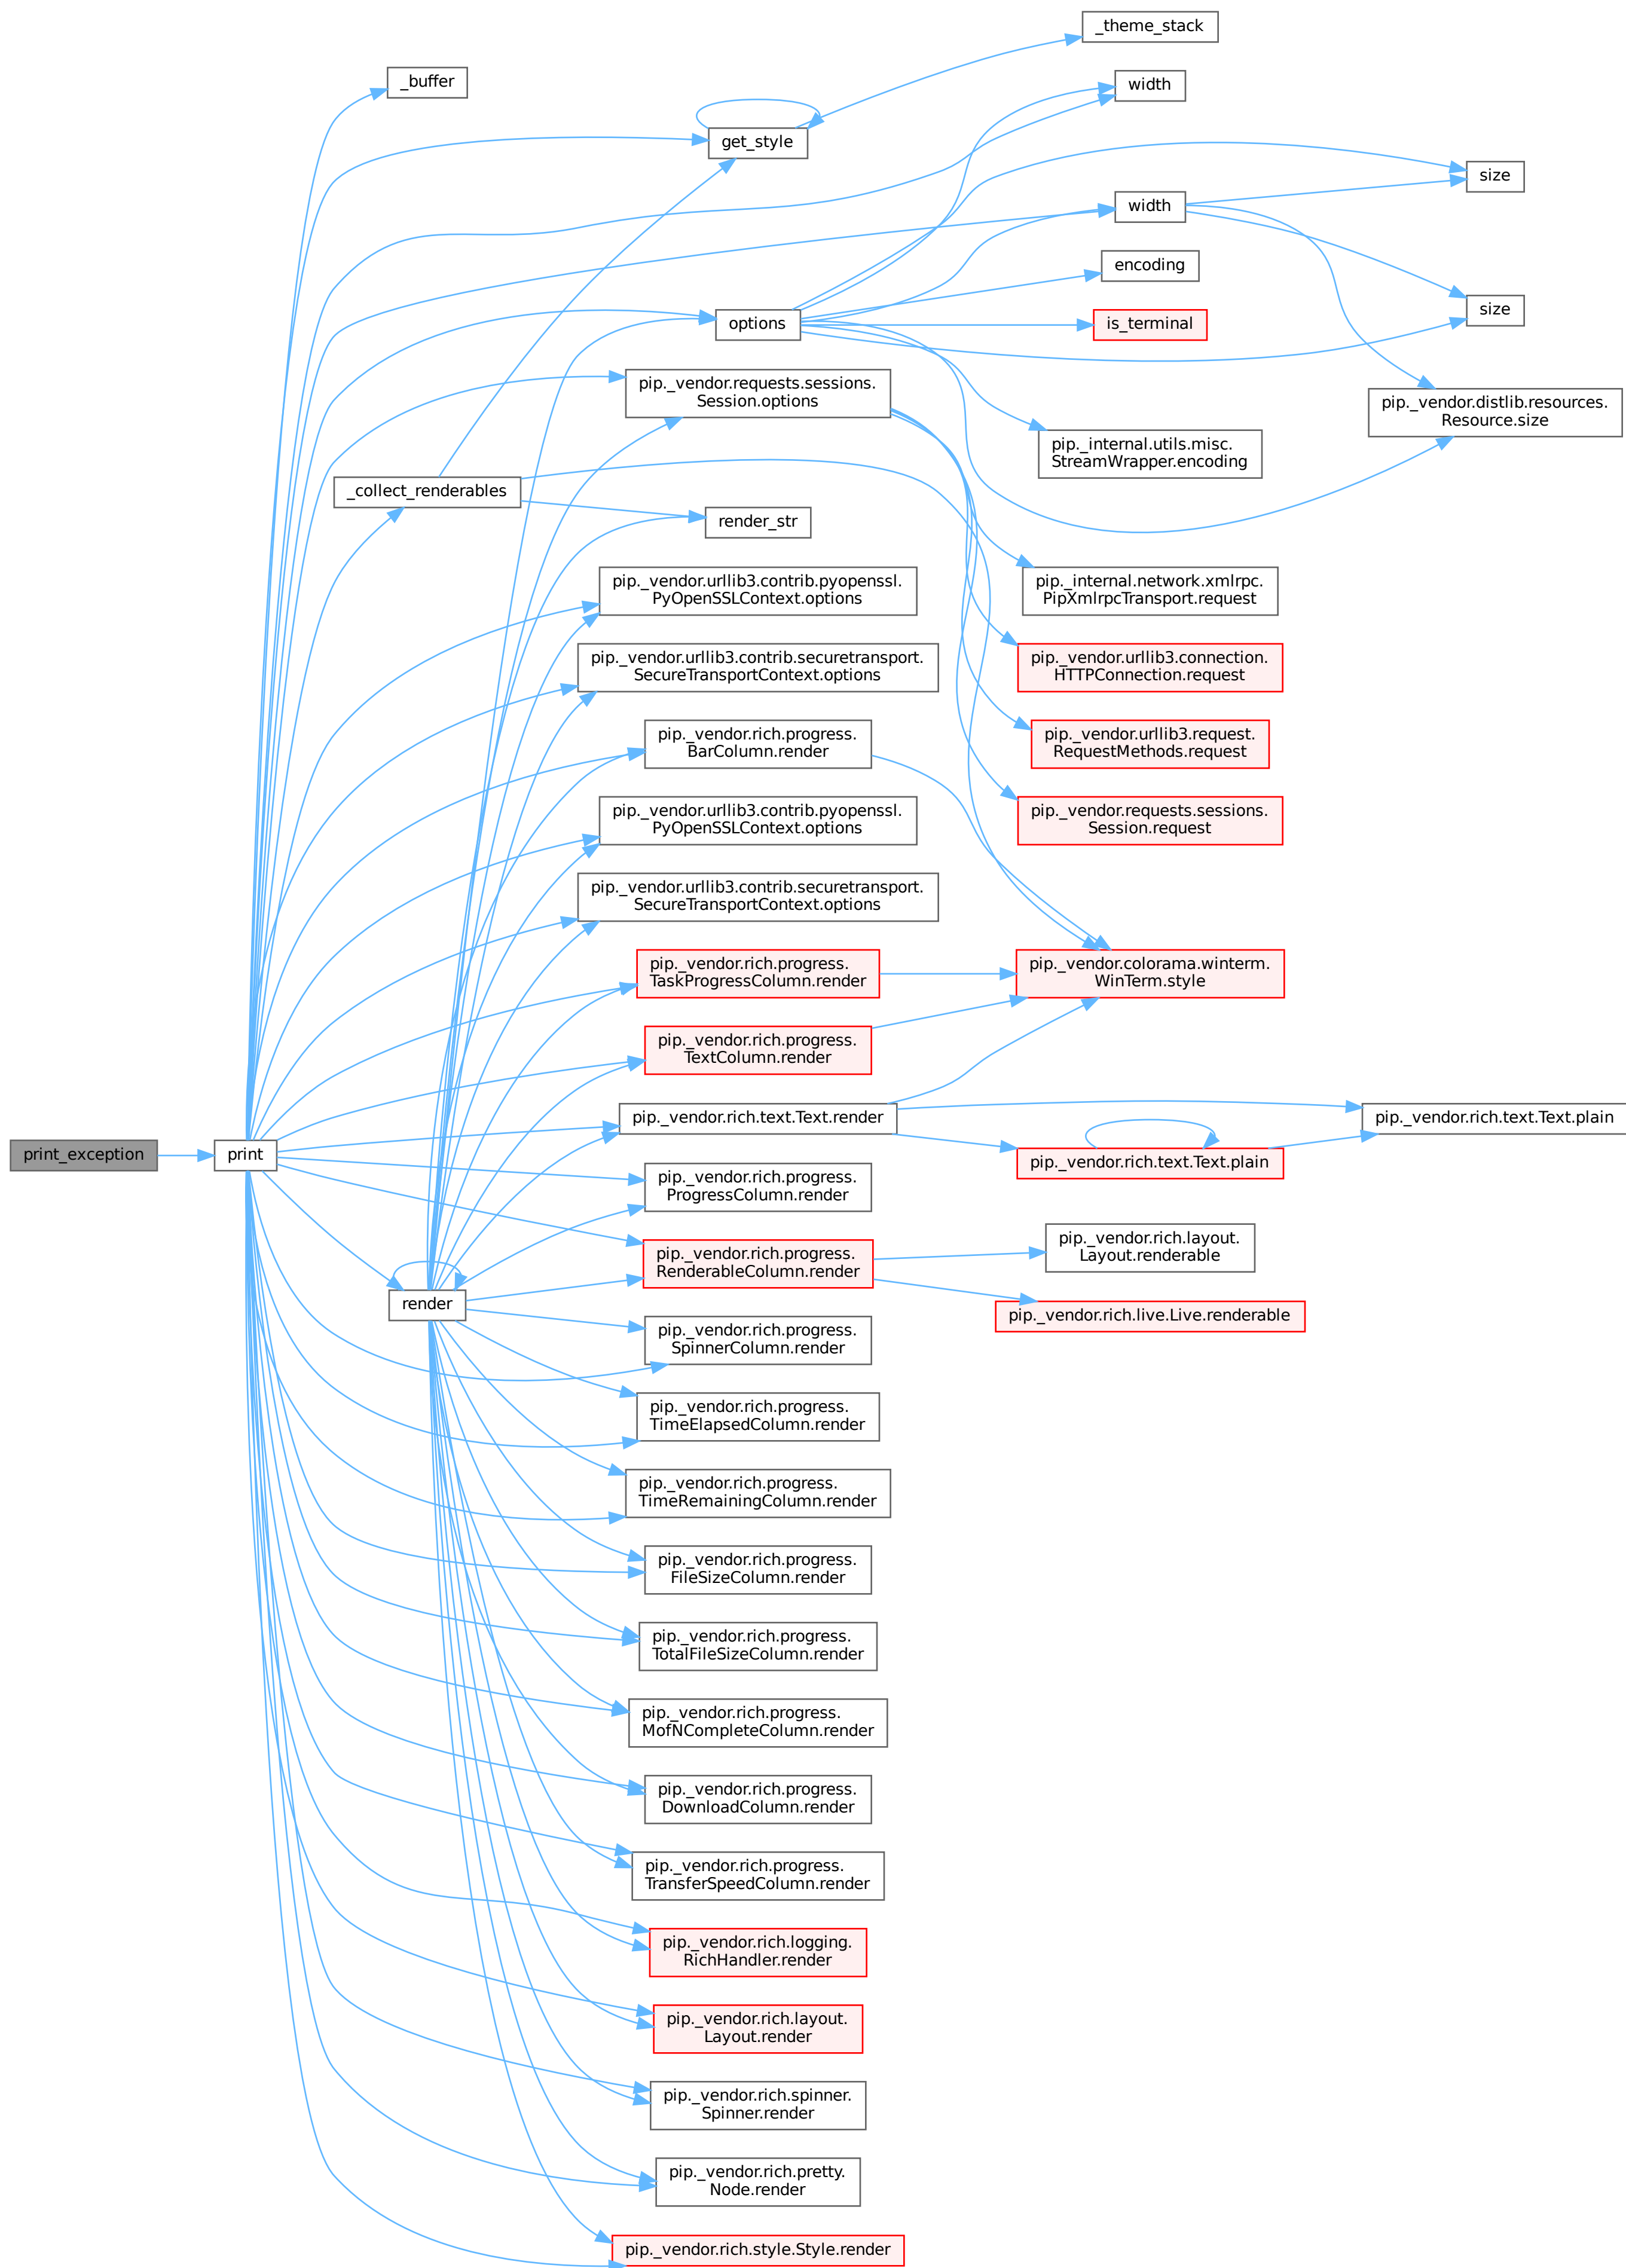 _theme_stack
_buffer
width
get_style
size
width
encoding
size
options
is_terminal
pip._vendor.requests.sessions.
Session.options
pip._vendor.distlib.resources.
Resource.size
pip._internal.utils.misc.
StreamWrapper.encoding
_collect_renderables
render_str
pip._vendor.urllib3.contrib.pyopenssl.
PyOpenSSLContext.options
pip._internal.network.xmlrpc.
PipXmlrpcTransport.request
pip._vendor.urllib3.contrib.securetransport.
SecureTransportContext.options
pip._vendor.urllib3.connection.
HTTPConnection.request
pip._vendor.rich.progress.
BarColumn.render
pip._vendor.urllib3.request.
RequestMethods.request
pip._vendor.urllib3.contrib.pyopenssl.
PyOpenSSLContext.options
pip._vendor.requests.sessions.
Session.request
pip._vendor.urllib3.contrib.securetransport.
SecureTransportContext.options
pip._vendor.rich.progress.
TaskProgressColumn.render
pip._vendor.colorama.winterm.
WinTerm.style
pip._vendor.rich.progress.
TextColumn.render
pip._vendor.rich.text.Text.render
pip._vendor.rich.text.Text.plain
print_exception
print
pip._vendor.rich.text.Text.plain
pip._vendor.rich.progress.
ProgressColumn.render
pip._vendor.rich.progress.
RenderableColumn.render
pip._vendor.rich.layout.
Layout.renderable
render
pip._vendor.rich.live.Live.renderable
pip._vendor.rich.progress.
SpinnerColumn.render
pip._vendor.rich.progress.
TimeElapsedColumn.render
pip._vendor.rich.progress.
TimeRemainingColumn.render
pip._vendor.rich.progress.
FileSizeColumn.render
pip._vendor.rich.progress.
TotalFileSizeColumn.render
pip._vendor.rich.progress.
MofNCompleteColumn.render
pip._vendor.rich.progress.
DownloadColumn.render
pip._vendor.rich.progress.
TransferSpeedColumn.render
pip._vendor.rich.logging.
RichHandler.render
pip._vendor.rich.layout.
Layout.render
pip._vendor.rich.spinner.
Spinner.render
pip._vendor.rich.pretty.
Node.render
pip._vendor.rich.style.Style.render